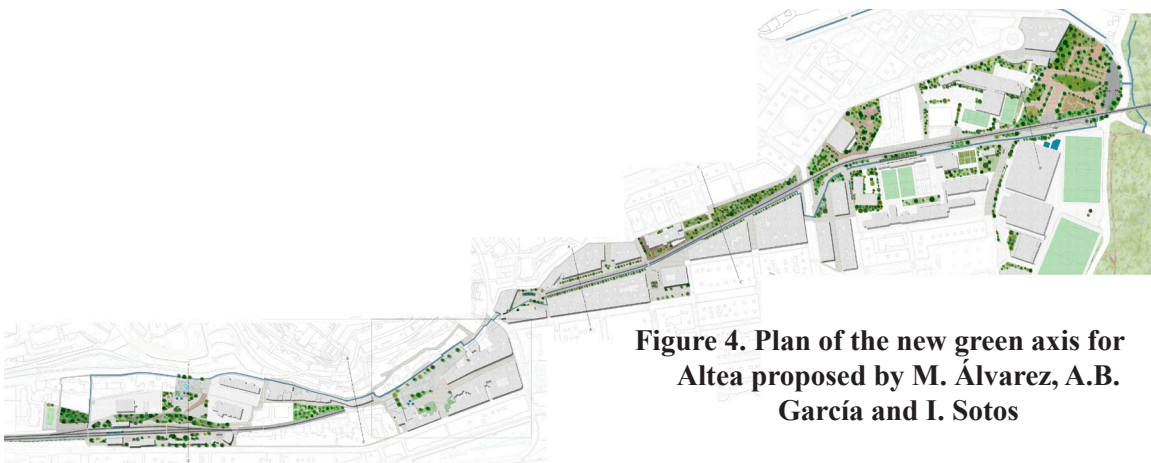 Figure 4. Plan of the new green axis for
Altea proposed by M. Álvarez, A.B.
García and I. Sotos